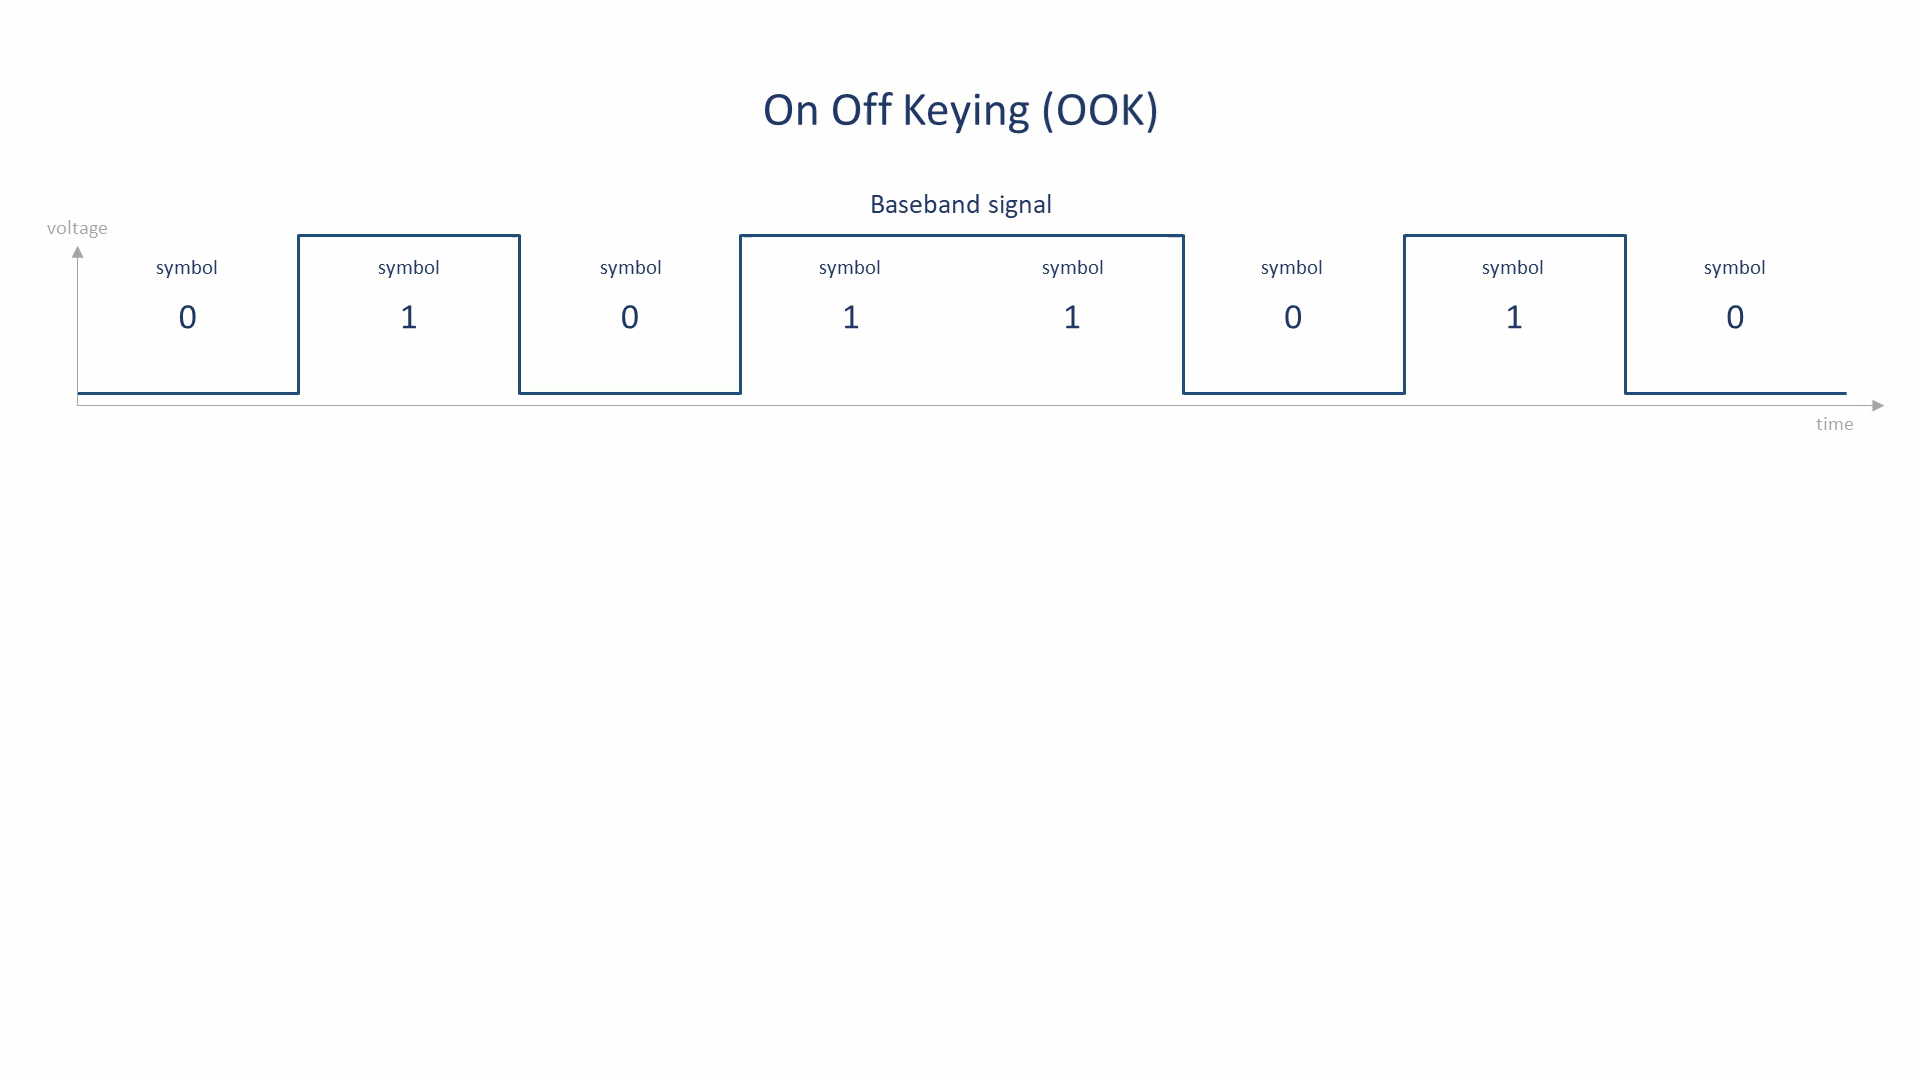 On Off Keying (OOK)
Baseband signal
voltage
symbol symbol symbol symbol symbol symbol symbol symbol
0 1 0 1 1 0 1 0
time